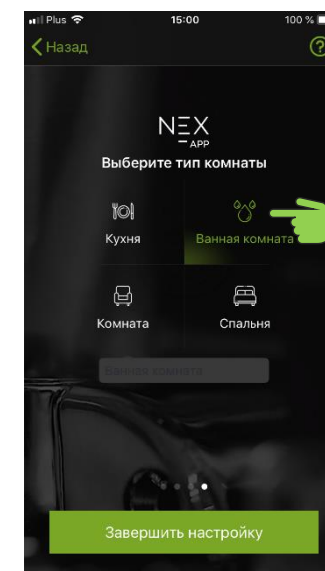 Plus 15:00 100 %
Назад
NEX
APP
Выберите тип комнаты
Кухня
Ванная комната
Комната
Спальня
Ванная комната
Завершить настройку